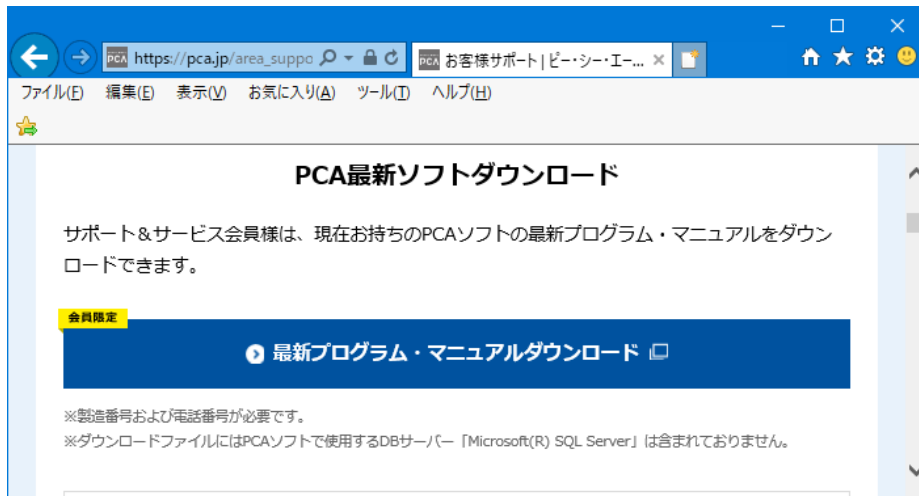 PCA https://pca.jp/area_suppo
PCA お客様サポート | ピー・シー・エー...
ファイル(F) 編集(E) 表示(V) お気に入り(A) ツール(T) ヘルプ(H)
PCA最新ソフトダウンロード
サポート&サービス会員様は、現在お持ちのPCAソフトの最新プログラム・マニュアルをダウン
ロードできます。
会員限定
最新プログラム・マニュアルダウンロード
※製造番号および電話番号が必要です。
※ダウンロードファイルにはPCAソフトで使用するDBサーバー「Microsoft(R) SQL Server」は含まれておりません。